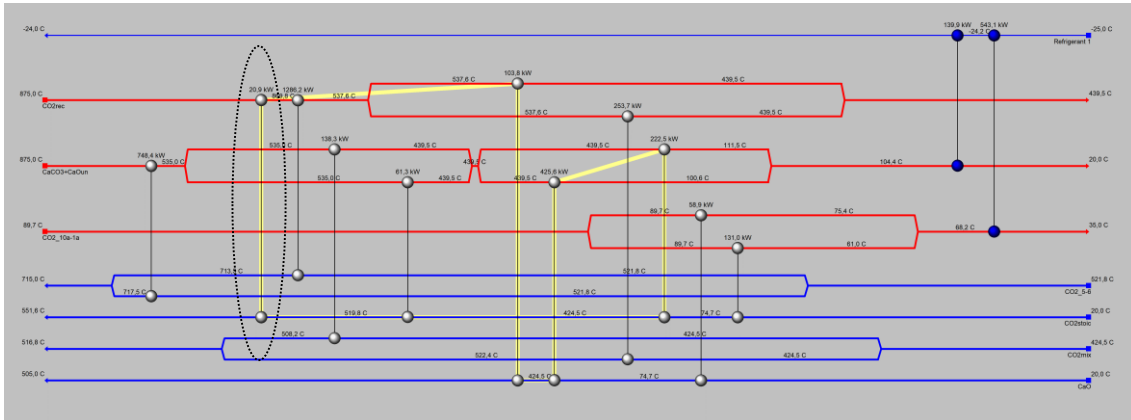 -24,0 C 139,9 kW 543,1 kW -25,0 C
-24,2 C
Refrigerant 1
103,8 kW
537,6 C 439,5 C
875,0 C 20,9 kW 1286,2 kW 439,5 C
537,6 C
CO2rec
253,7 kW
537,6 C 439,5 C
138,3 kW 222,5 kW
439,5 C 439,5 C 111,5 C
875,0 C 748,4 kW 535,0 C 439,5 C 104,4 C 20,0 C
CaCO3+CaOun
61,3 kW 425,6 kW
535,0 C 439,5 C 439,5 C 100,6 C
58,9 kW
89,7 C 75,4 C
89,7 C 68,2 C 35,0 C
CO2_10a-1a
131,0 kW
89,7 C 61,0 C
521,8 C
715,0 C 521,8 C
CO2_5-6
717,5 C 521,8 C
551,6 C 519,8 C 424,5 C 74,7 C 20,0 C
CO2stoic
508,2 C 424,5 C
516,6 C 424,5 C
CO2mix
522,4 C 424,5 C
505,0 C 424,5 C 74,7 C 20,0 C
CaO